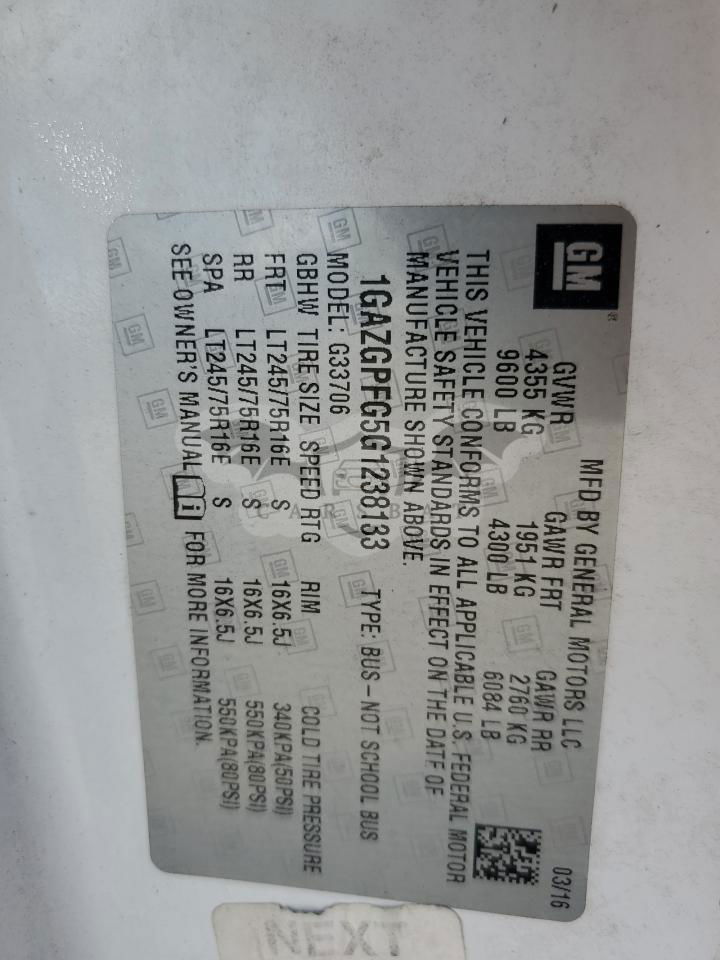 GM
MFD BY GENERAL MOTORS LLC
03/16
GVWR GAWR FRT GAWR RR
4355 KG 1951 KG 2760 KG
9600 LB 4300 LB 6084 LB
THIS VEHICLE CONFORMS TO ALL APPLICABLE U.S. FEDERAL MOTOR
VEHICLE SAFETY STANDARDS IN EFFECT ON THE DATE OF
MANUFACTURE SHOWN ABOVE.
1GAZGPFG5G1238133 TYPE: BUS – NOT SCHOOL BUS
MODEL: G33706
GBHW TIRE SIZE SPEED RTG RIM COLD TIRE PRESSURE
FRT LT245/75R16E S 16X6.5J 340KPA(50PSI)
RR LT245/75R16E S 16X6.5J 550KPA(80PSI)
SPA LT245/75R16E S 16X6.5J 550KPA(80PSI)
SEE OWNER'S MANUAL FOR MORE INFORMATION.
NEXT